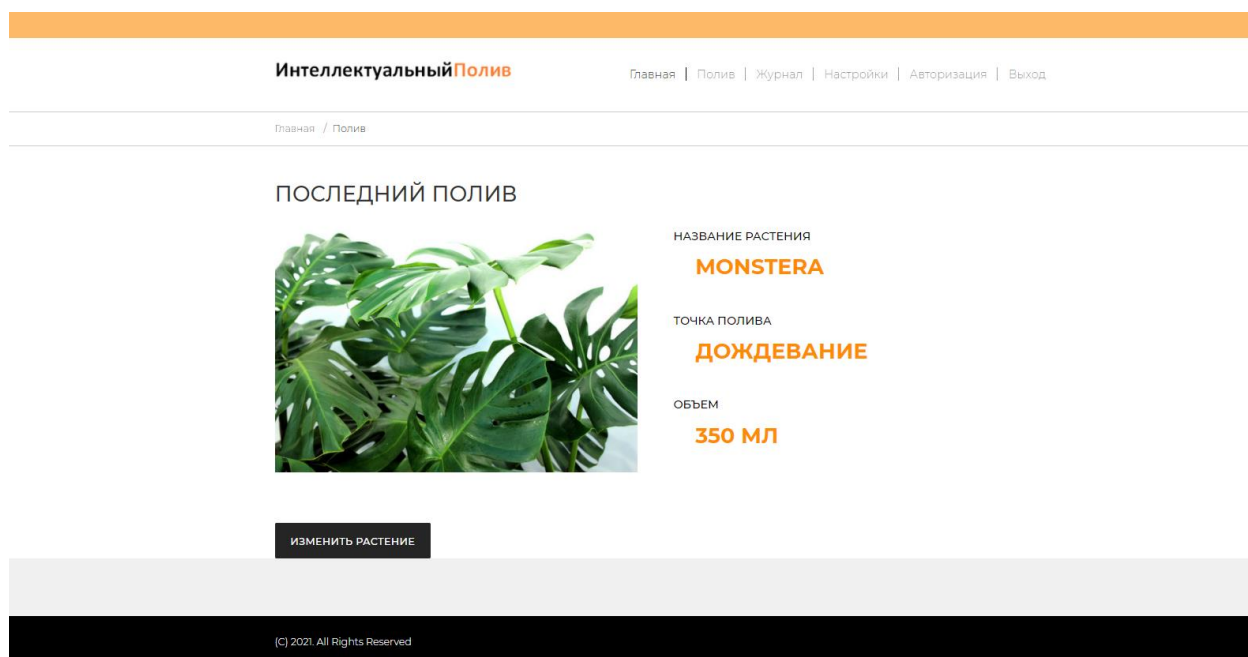 ИнтеллектуальныйПолив
Главная | Полив | Журнал | Настройки | Авторизация | Выход
Главная / Полив
ПОСЛЕДНИЙ ПОЛИВ
НАЗВАНИЕ РАСТЕНИЯ
MONSTERA
ТОЧКА ПОЛИВА
ДОЖДЕВАНИЕ
ОБЪЕМ
350 МЛ
ИЗМЕНИТЬ РАСТЕНИЕ
(C) 2021. All Rights Reserved